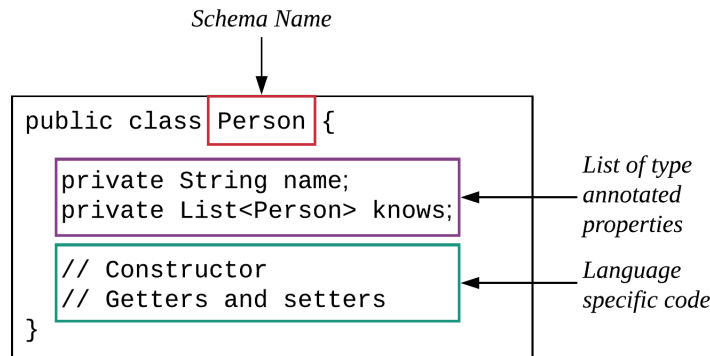 Schema Name
public class Person {
private String name;
private List<Person> knows;
List of type
annotated
properties
// Constructor
// Getters and setters
Language
specific code
}